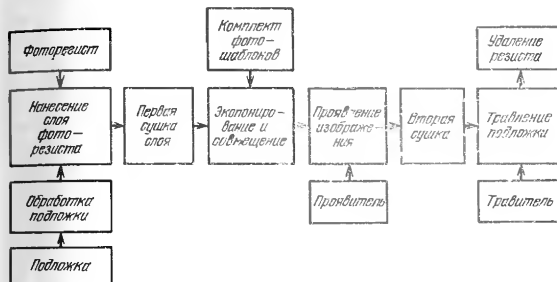 Фоторезист
Комплект
фото-
шаблонов
Удаление
резиста
Нанесение
слоя
фото-
резиста
Первая
сушка
слоя
Экспониро-
вание и
совмещение
Проявление
изображе-
ния
Вторая
сушка
Травление
подложки
Обработка
подложки
Проявитель
Травитель
Подложка